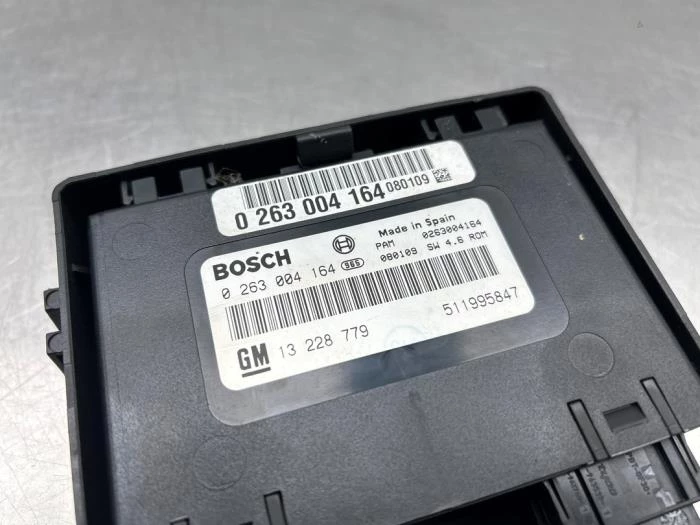 0 263 004 164 080109
BOSCH
Made in Spain
PAM 0263004164
0 263 004 164 SGS 080109 SW 4.6 ROM
511995847
GM 13 228 779